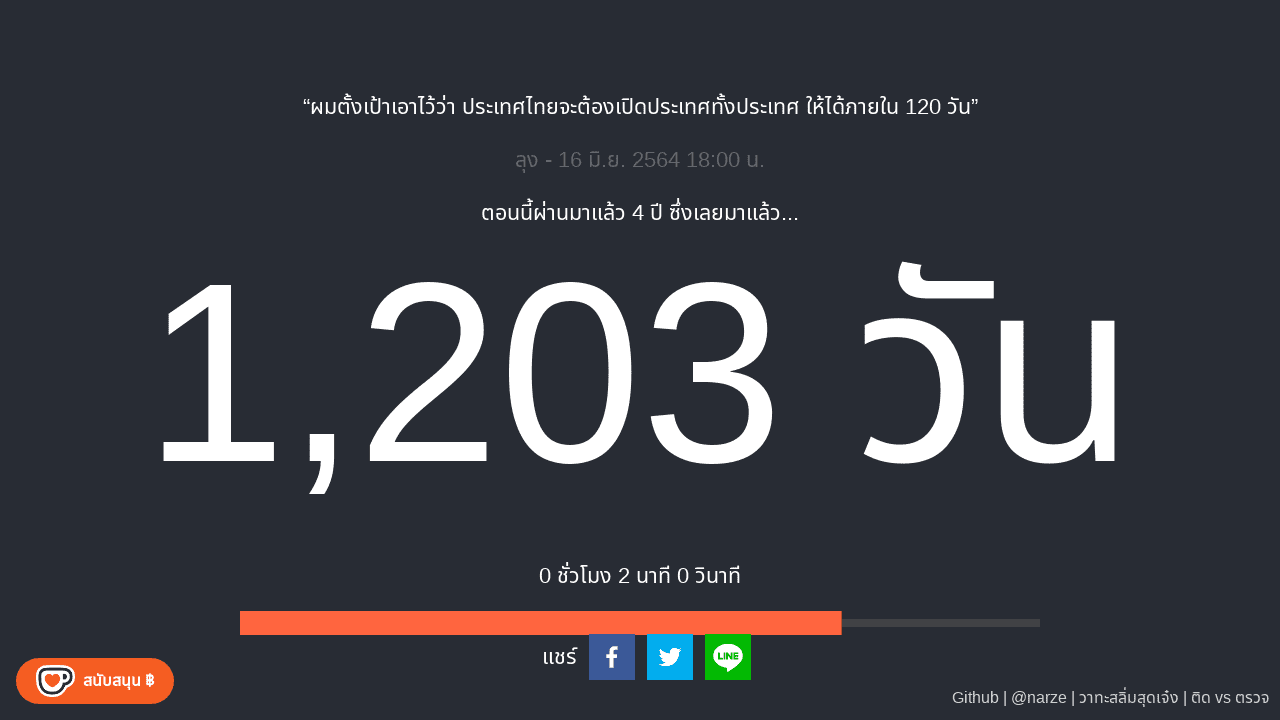 “ผมตั้งเป้าเอาไว้ว่า ประเทศไทยจะต้องเปิดประเทศทั้งประเทศ ให้ได้ภายใน 120 วัน”
ลุง - 16 มิ.ย. 2564 18:00 น.
ตอนนี้ผ่านมาแล้ว 4 ปี ซึ่งเลยมาแล้ว...
1,203 วัน
0 ชั่วโมง 2 นาที 0 วินาที
แชร์
LINE
สนับสนุน ฿
Github | @narze | วาทะสลิ่มสุดเจ๋ง | ติด vs ตรวจ